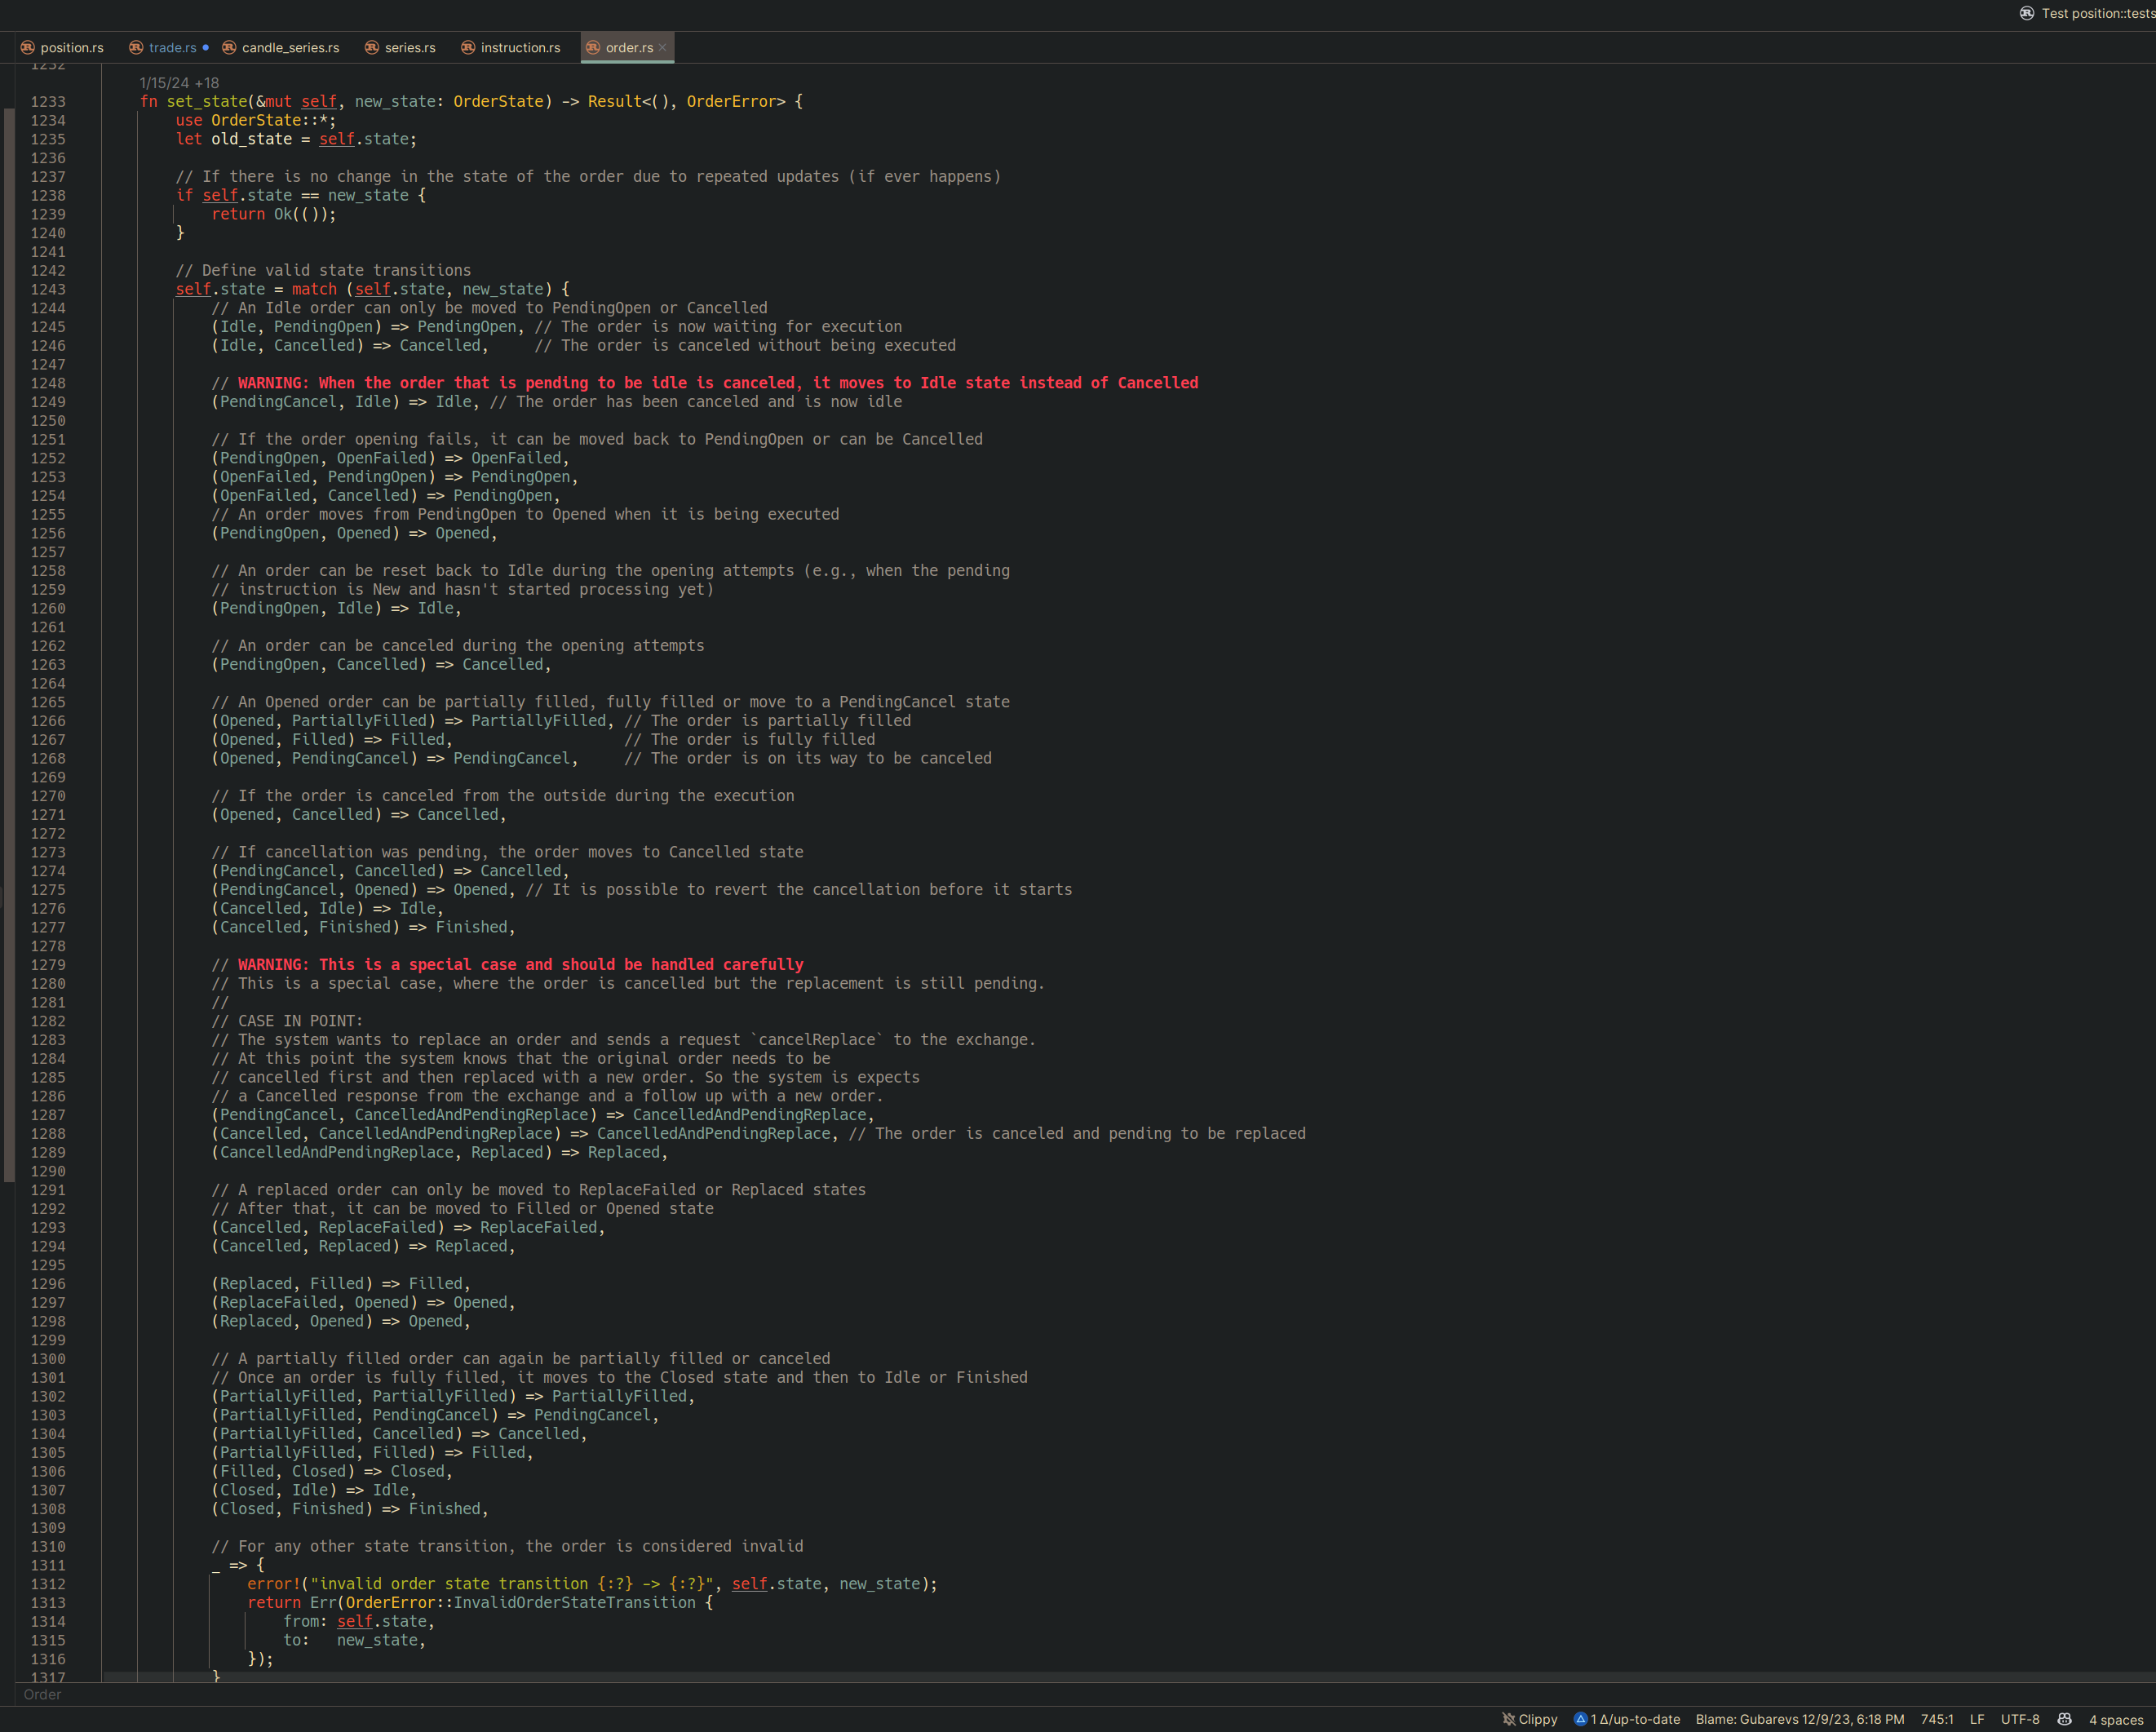 Test position::tests
position.rs trade.rs candle_series.rs series.rs instruction.rs order.rs
1232
1/15/24 +18
1233 fn set_state(&mut self, new_state: OrderState) -> Result<(), OrderError> {
1234 use OrderState::*;
1235 let old_state = self.state;
1236
1237 // If there is no change in the state of the order due to repeated updates (if ever happens)
1238 if self.state == new_state {
1239 return Ok(());
1240 }
1241
1242 // Define valid state transitions
1243 self.state = match (self.state, new_state) {
1244 // An Idle order can only be moved to PendingOpen or Cancelled
1245 (Idle, PendingOpen) => PendingOpen, // The order is now waiting for execution
1246 (Idle, Cancelled) => Cancelled, // The order is canceled without being executed
1247
1248 // WARNING: When the order that is pending to be idle is canceled, it moves to Idle state instead of Cancelled
1249 (PendingCancel, Idle) => Idle, // The order has been canceled and is now idle
1250
1251 // If the order opening fails, it can be moved back to PendingOpen or can be Cancelled
1252 (PendingOpen, OpenFailed) => OpenFailed,
1253 (OpenFailed, PendingOpen) => PendingOpen,
1254 (OpenFailed, Cancelled) => PendingOpen,
1255 // An order moves from PendingOpen to Opened when it is being executed
1256 (PendingOpen, Opened) => Opened,
1257
1258 // An order can be reset back to Idle during the opening attempts (e.g., when the pending
1259 // instruction is New and hasn't started processing yet)
1260 (PendingOpen, Idle) => Idle,
1261
1262 // An order can be canceled during the opening attempts
1263 (PendingOpen, Cancelled) => Cancelled,
1264
1265 // An Opened order can be partially filled, fully filled or move to a PendingCancel state
1266 (Opened, PartiallyFilled) => PartiallyFilled, // The order is partially filled
1267 (Opened, Filled) => Filled, // The order is fully filled
1268 (Opened, PendingCancel) => PendingCancel, // The order is on its way to be canceled
1269
1270 // If the order is canceled from the outside during the execution
1271 (Opened, Cancelled) => Cancelled,
1272
1273 // If cancellation was pending, the order moves to Cancelled state
1274 (PendingCancel, Cancelled) => Cancelled,
1275 (PendingCancel, Opened) => Opened, // It is possible to revert the cancellation before it starts
1276 (Cancelled, Idle) => Idle,
1277 (Cancelled, Finished) => Finished,
1278
1279 // WARNING: This is a special case and should be handled carefully
1280 // This is a special case, where the order is cancelled but the replacement is still pending.
1281 //
1282 // CASE IN POINT:
1283 // The system wants to replace an order and sends a request `cancelReplace` to the exchange.
1284 // At this point the system knows that the original order needs to be
1285 // cancelled first and then replaced with a new order. So the system is expects
1286 // a Cancelled response from the exchange and a follow up with a new order.
1287 (PendingCancel, CancelledAndPendingReplace) => CancelledAndPendingReplace,
1288 (Cancelled, CancelledAndPendingReplace) => CancelledAndPendingReplace, // The order is canceled and pending to be replaced
1289 (CancelledAndPendingReplace, Replaced) => Replaced,
1290
1291 // A replaced order can only be moved to ReplaceFailed or Replaced states
1292 // After that, it can be moved to Filled or Opened state
1293 (Cancelled, ReplaceFailed) => ReplaceFailed,
1294 (Cancelled, Replaced) => Replaced,
1295
1296 (Replaced, Filled) => Filled,
1297 (ReplaceFailed, Opened) => Opened,
1298 (Replaced, Opened) => Opened,
1299
1300 // A partially filled order can again be partially filled or canceled
1301 // Once an order is fully filled, it moves to the Closed state and then to Idle or Finished
1302 (PartiallyFilled, PartiallyFilled) => PartiallyFilled,
1303 (PartiallyFilled, PendingCancel) => PendingCancel,
1304 (PartiallyFilled, Cancelled) => Cancelled,
1305 (PartiallyFilled, Filled) => Filled,
1306 (Filled, Closed) => Closed,
1307 (Closed, Idle) => Idle,
1308 (Closed, Finished) => Finished,
1309
1310 // For any other state transition, the order is considered invalid
1311 _ => {
1312 error!("invalid order state transition {:?} -> {:?}", self.state, new_state);
1313 return Err(OrderError::InvalidOrderStateTransition {
1314 from: self.state,
1315 to: new_state,
1316 });
1317 }
Order
Clippy 1 Δ/up-to-date Blame: Gubarevs 12/9/23, 6:18 PM 745:1 LF UTF-8 4 spaces